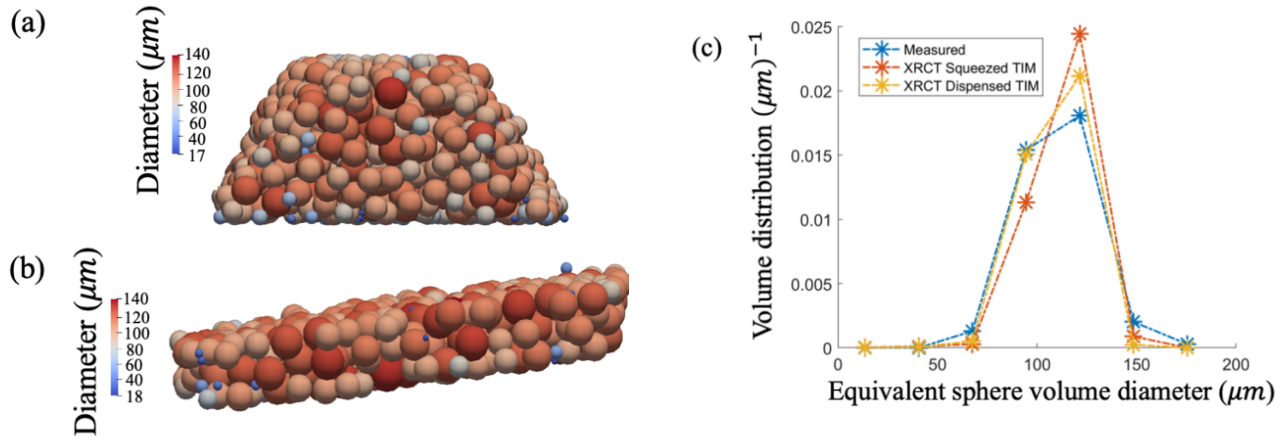 (a)
Diameter (μm)
140
120
100
80
60
40
17
(b)
Diameter (μm)
140
120
100
80
60
40
18
(c)
Volume distribution (μm)⁻¹
0.025
0.02
0.015
0.01
0.005
0
Measured
XRCT Squeezed TIM
XRCT Dispensed TIM
0 50 100 150 200
Equivalent sphere volume diameter (μm)